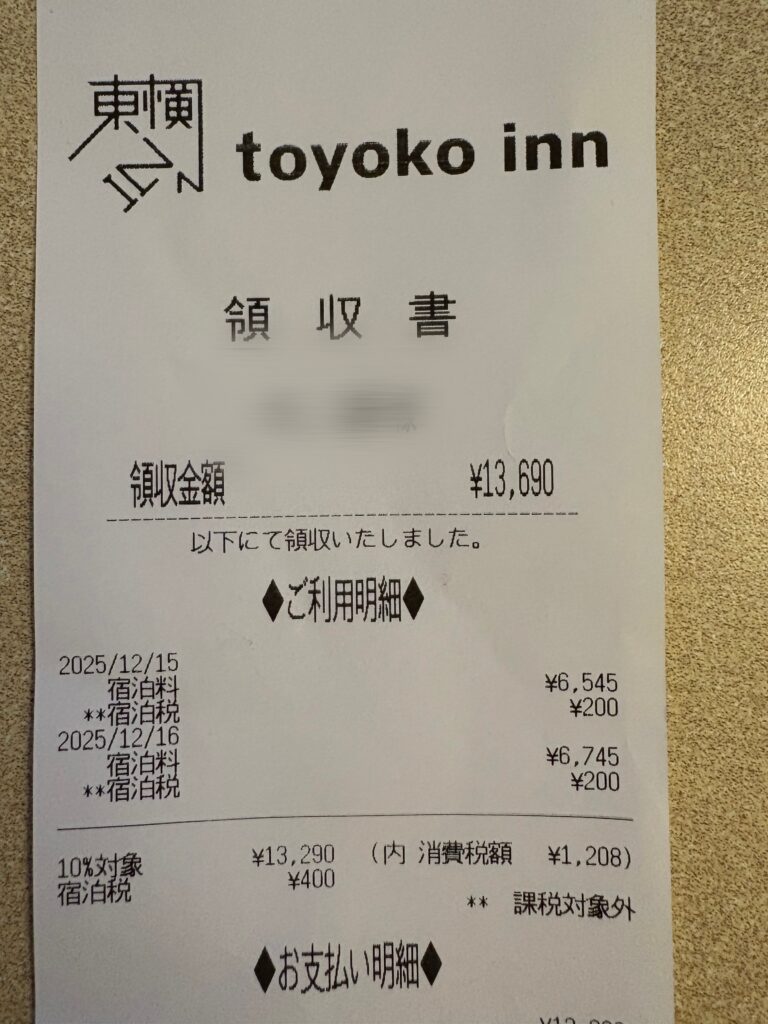 東横INN
toyoko inn
領 収 書
様
領収金額 ¥13,690
以下にて領収いたしました。
◆ご利用明細◆
2025/12/15
宿泊料 ¥6,545
**宿泊税 ¥200
2025/12/16
宿泊料 ¥6,745
**宿泊税 ¥200
10%対象 ¥13,290 (内 消費税額 ¥1,208)
宿泊税 ¥400
** 課税対象外
◆お支払い明細◆